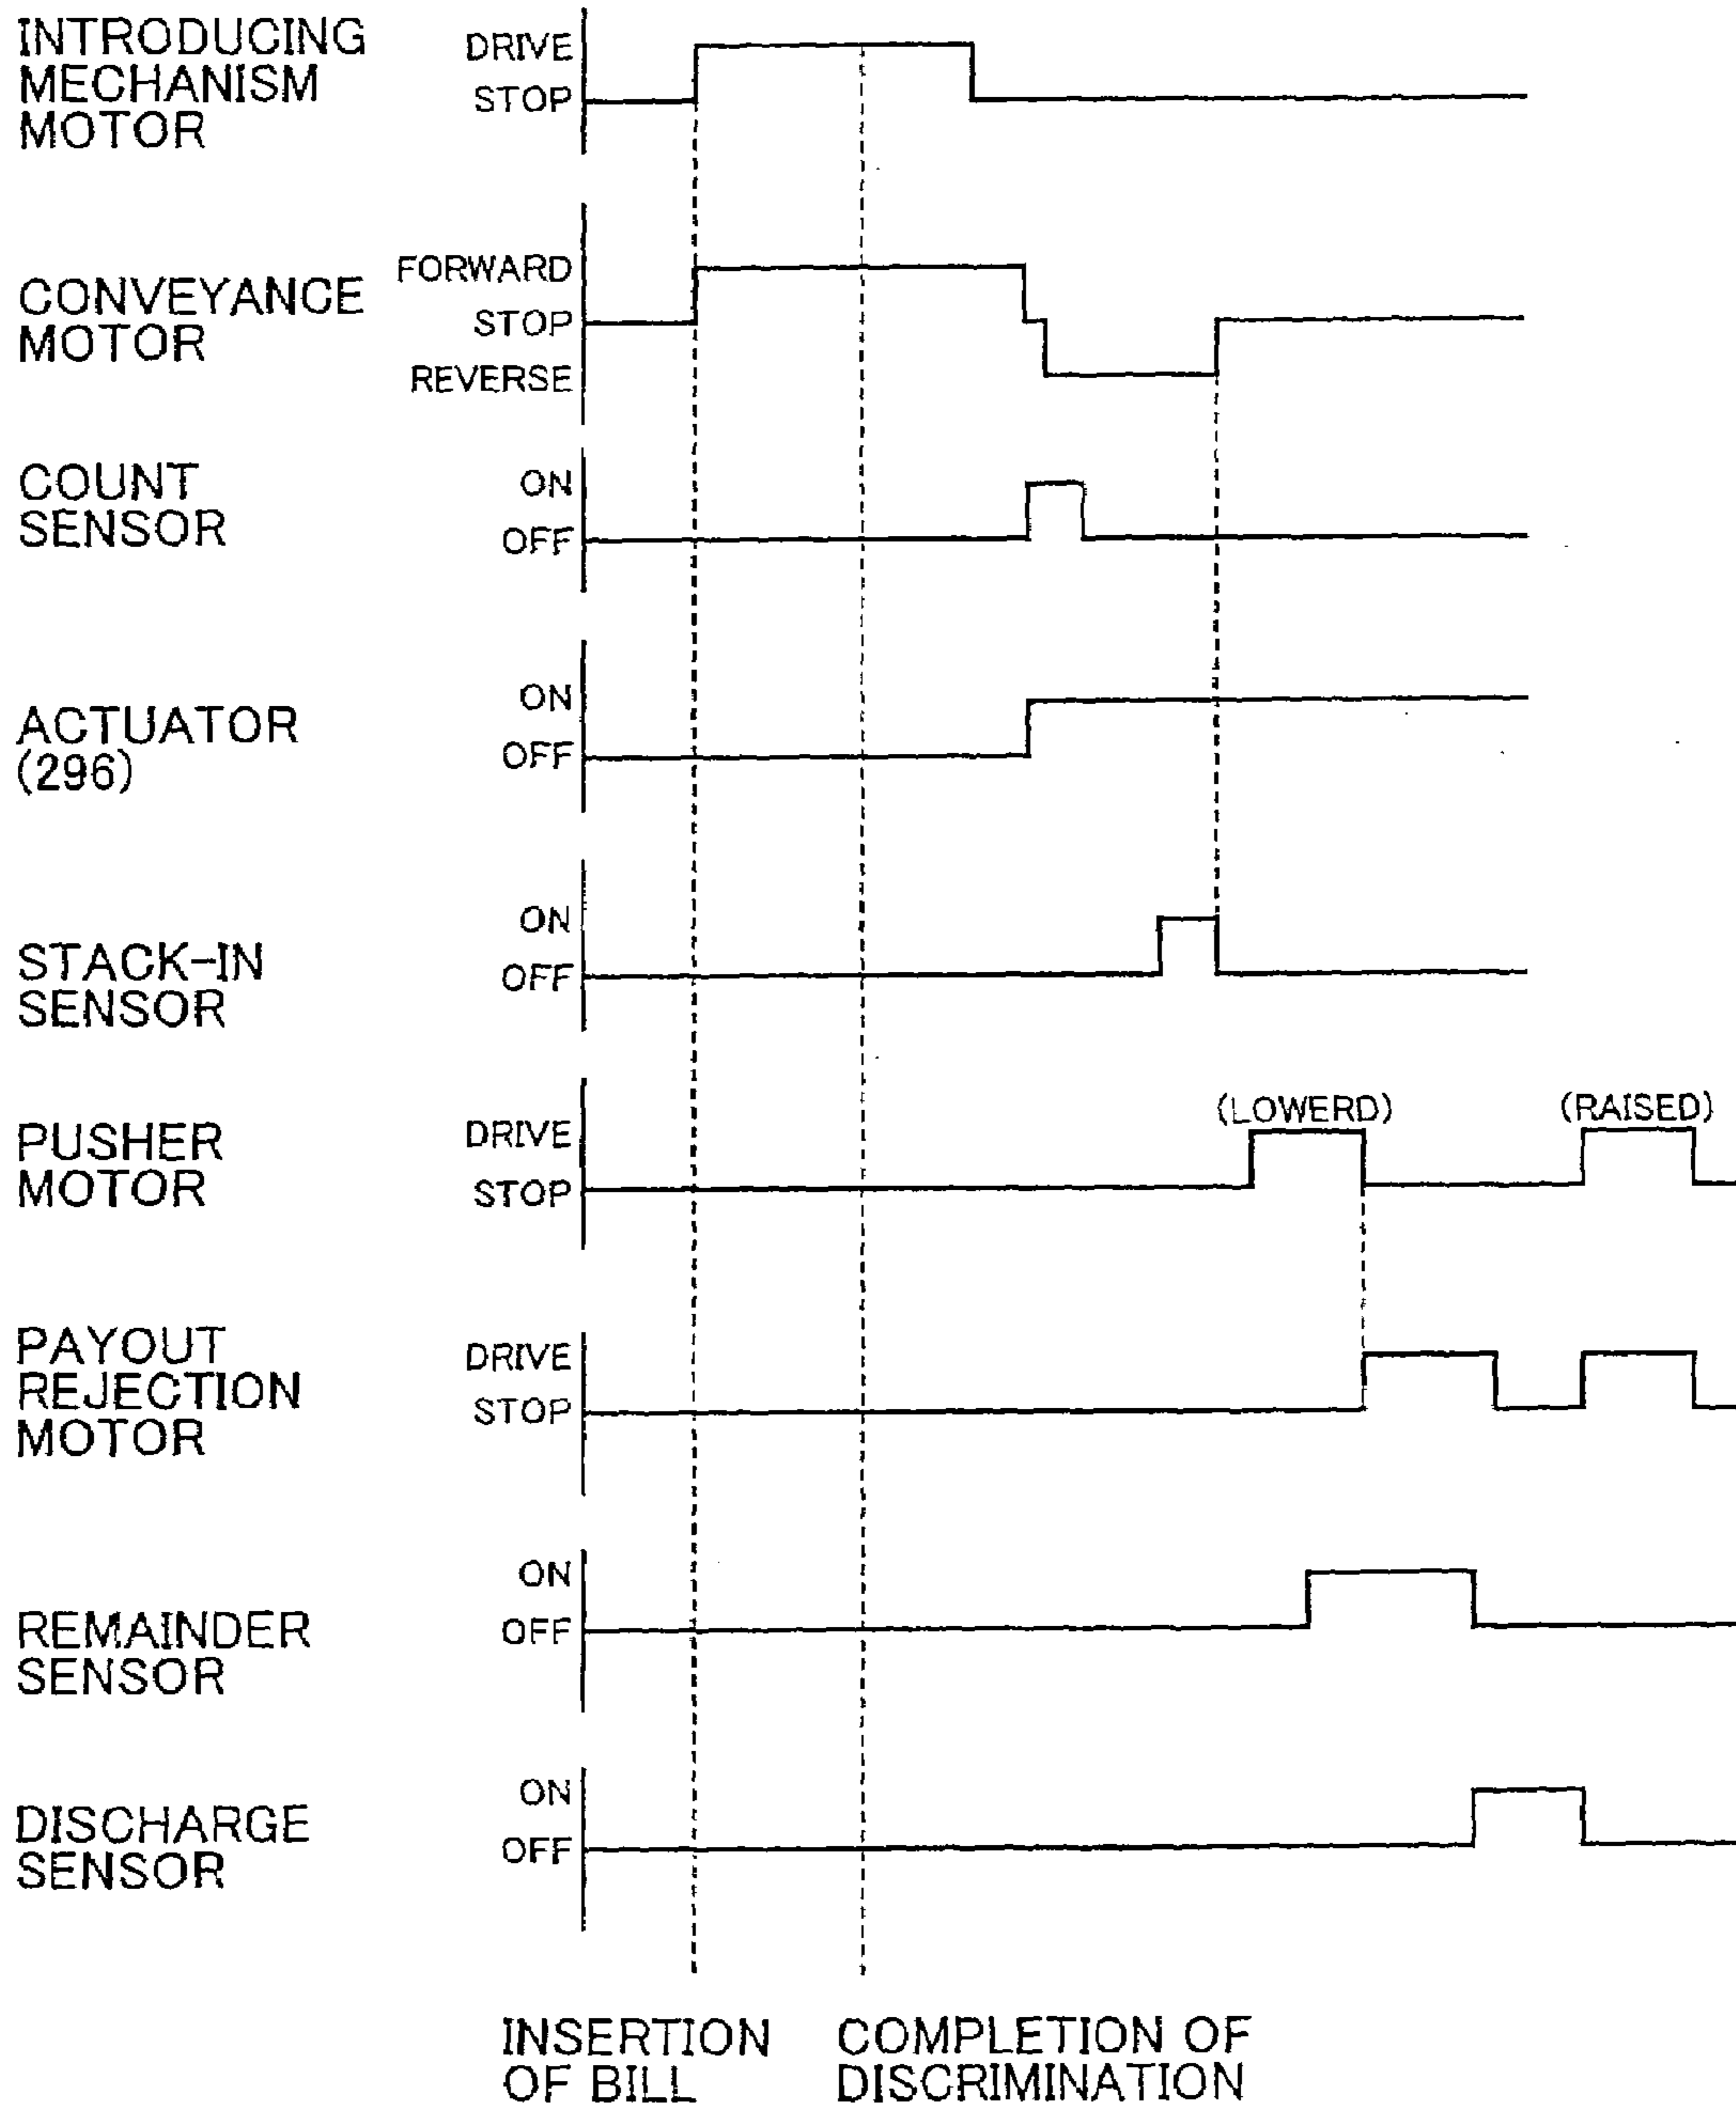 INTRODUCING
MECHANISM
MOTOR
DRIVE
STOP
CONVEYANCE
MOTOR
FORWARD
STOP
REVERSE
COUNT
SENSOR
ON
OFF
ACTUATOR
(296)
ON
OFF
STACK-IN
SENSOR
ON
OFF
PUSHER
MOTOR
DRIVE
STOP
(LOWERD)
(RAISED)
PAYOUT
REJECTION
MOTOR
DRIVE
STOP
REMAINDER
SENSOR
ON
OFF
DISCHARGE
SENSOR
ON
OFF
INSERTION
OF BILL
COMPLETION OF
DISCRIMINATION